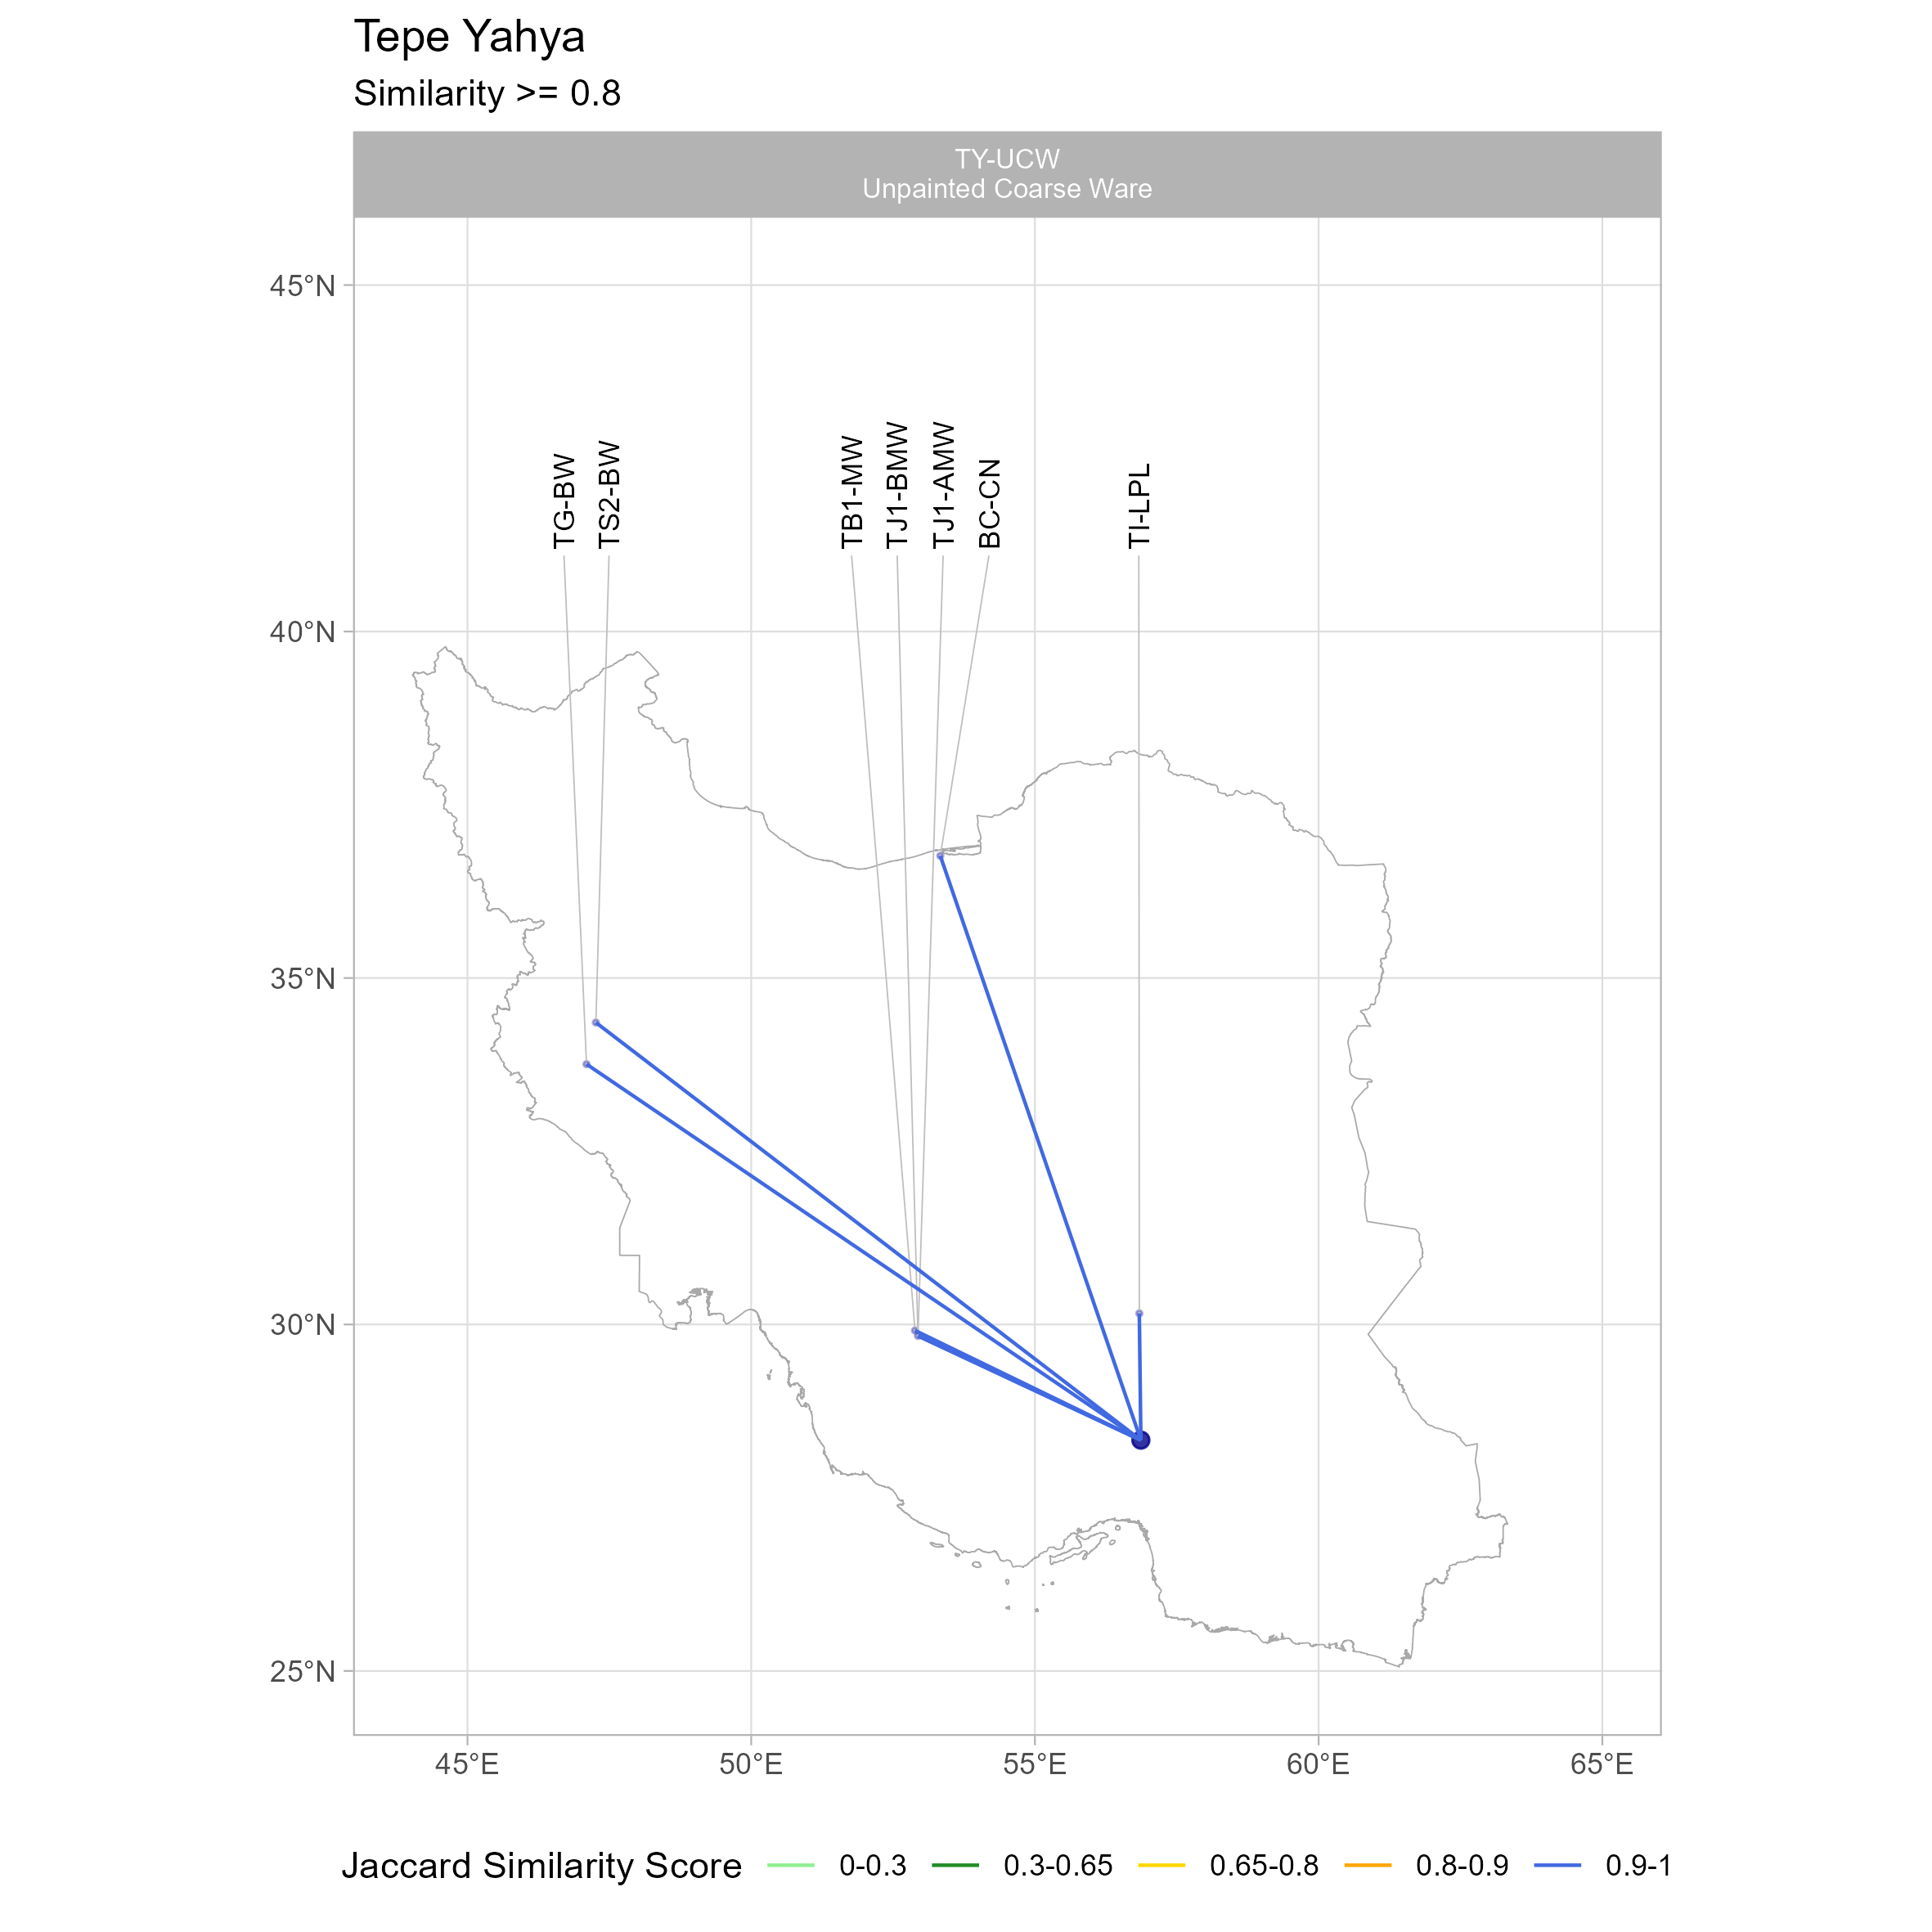 Tepe Yahya
Similarity >= 0.8
TY-UCW
Unpainted Coarse Ware
45°N
40°N
35°N
30°N
25°N
TG-BW
TS2-BW
TB1-MW
TJ1-BMW
TJ1-AMW
BC-CN
TI-LPL
45°E 50°E 55°E 60°E 65°E
Jaccard Similarity Score 0-0.3 0.3-0.65 0.65-0.8 0.8-0.9 0.9-1